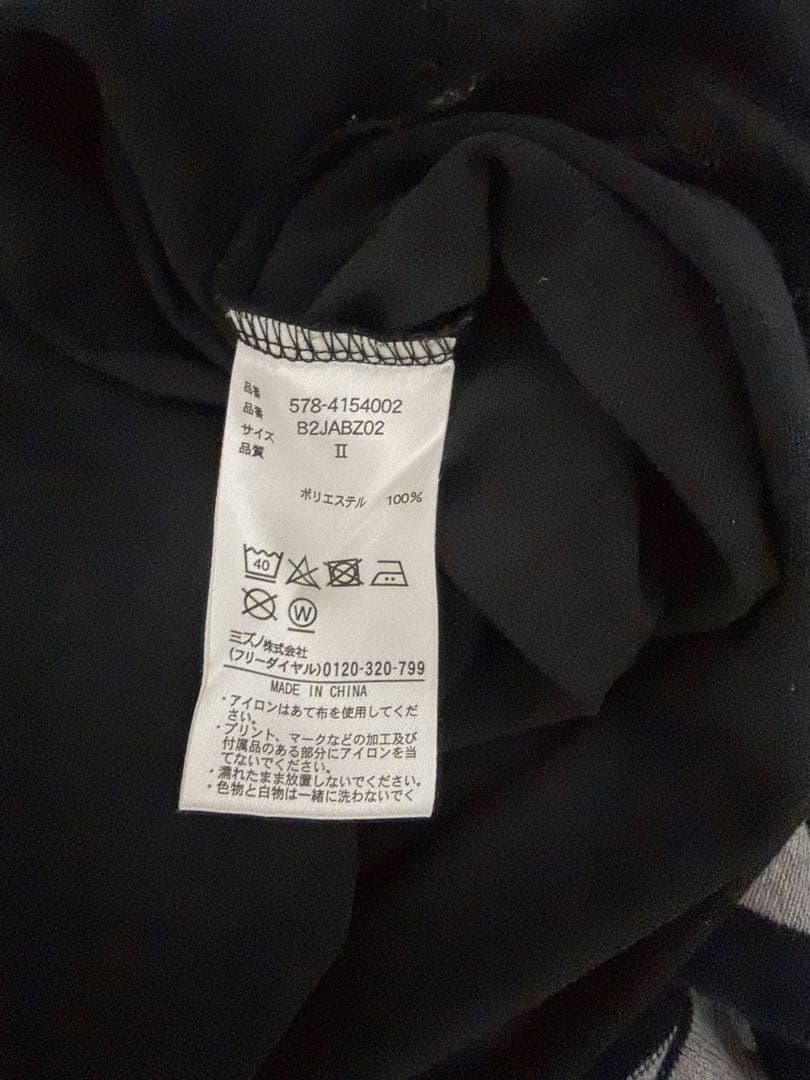 品番 578-4154002
品番 B2JABZ02
サイズ II
品質
ポリエステル 100%
40
W
ミズノ株式会社
(フリーダイヤル)0120-320-799
MADE IN CHINA
・アイロンはあて布を使用してくだ
さい。
・プリント、マークなどの加工及び
付属品のある部分にアイロンを当
てないでください。
・濡れたまま放置しないでください。
・色物と白物は一緒に洗わないでく